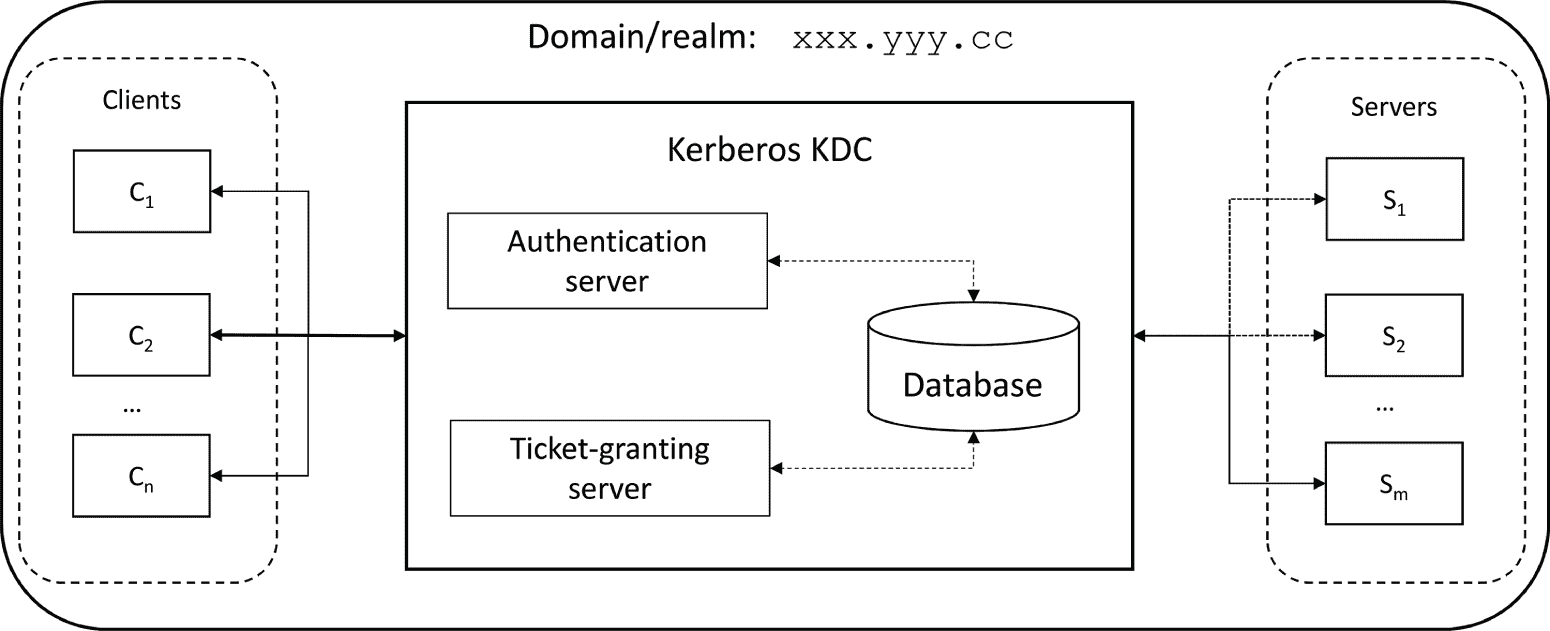 Domain/realm: xxx.yyy.cc
Clients
C1
C2
...
Cn
Kerberos KDC
Authentication
server
Database
Ticket-granting
server
Servers
S1
S2
...
Sm